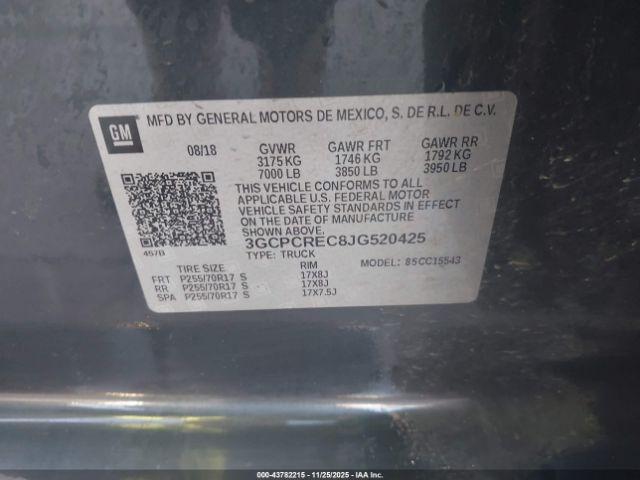 GM
MFD BY GENERAL MOTORS DE MEXICO, S. DE R.L. DE C.V.
08/18 GVWR GAWR FRT GAWR RR
3175 KG 1746 KG 1792 KG
7000 LB 3850 LB 3950 LB
THIS VEHICLE CONFORMS TO ALL
APPLICABLE U.S. FEDERAL MOTOR
VEHICLE SAFETY STANDARDS IN EFFECT
ON THE DATE OF MANUFACTURE
SHOWN ABOVE.
3GCPCREC8JG520425
457D TYPE: TRUCK MODEL: 85CC15543
TIRE SIZE RIM
FRT P255/70R17 S 17X8J
RR P255/70R17 S 17X8J
SPA P255/70R17 S 17X7.5J
000-43782215 - 11/25/2025 - IAA Inc.